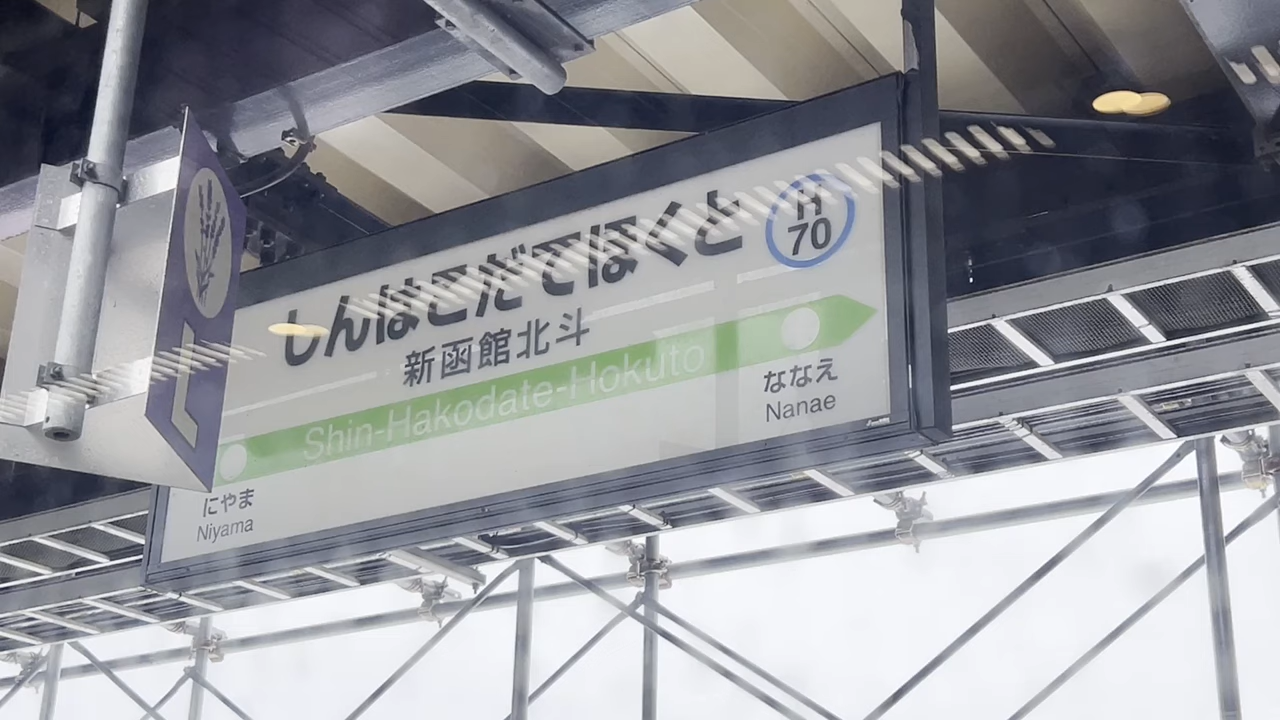 しんはこだてほくと
H
70
新函館北斗
Shin-Hakodate-Hokuto
ななえ
Nanae
にやま
Niyama